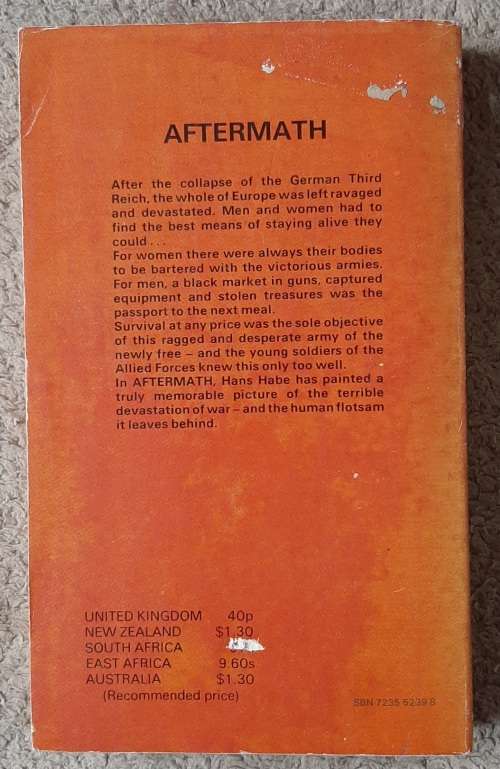 AFTERMATH
After the collapse of the German Third
Reich, the whole of Europe was left ravaged
and devastated. Men and women had to
find the best means of staying alive they
could...
For women there were always their bodies
to be bartered with the victorious armies.
For men, a black market in guns, captured
equipment and stolen treasures was the
passport to the next meal.
Survival at any price was the sole objective
of this ragged and desperate army of the
newly free – and the young soldiers of the
Allied Forces knew this only too well.
In AFTERMATH, Hans Habe has painted a
truly memorable picture of the terrible
devastation of war – and the human flotsam
it leaves behind.
UNITED KINGDOM 40p
NEW ZEALAND $1.30
SOUTH AFRICA
EAST AFRICA 9.60s
AUSTRALIA $1.30
(Recommended price)
SBN 7235 5239 8